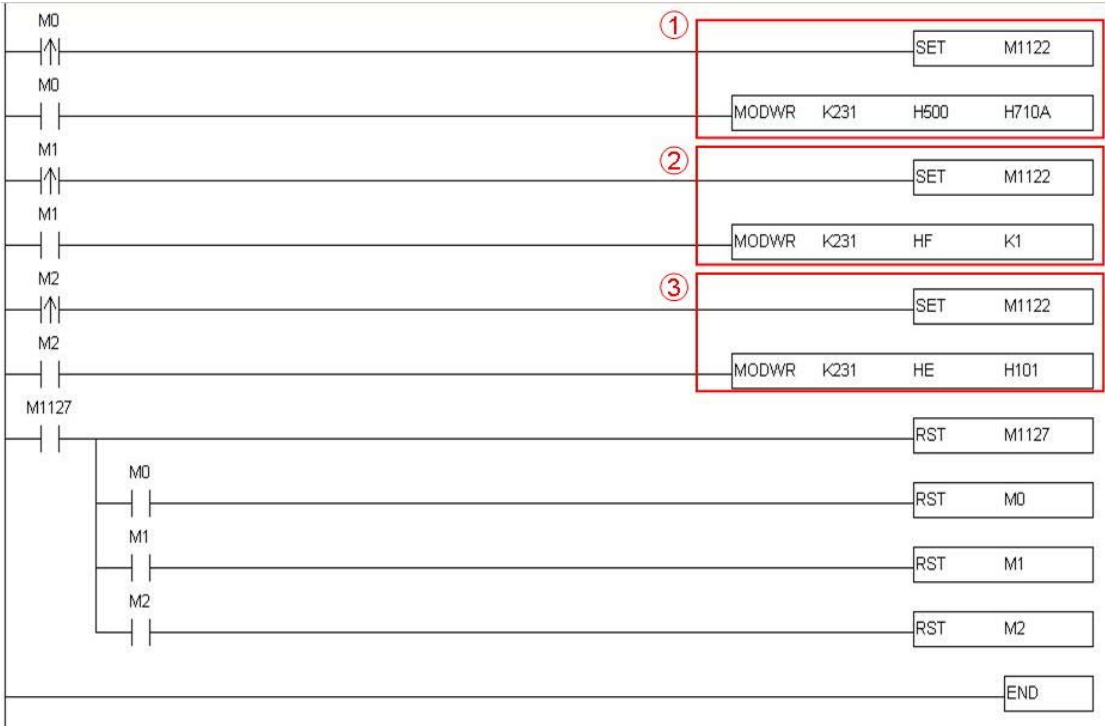 M0
①
SET M1122
M0
MODWR K231 H500 H710A
M1
②
SET M1122
M1
MODWR K231 HF K1
M2
③
SET M1122
M2
MODWR K231 HE H101
M1127
RST M1127
M0
RST M0
M1
RST M1
M2
RST M2
END